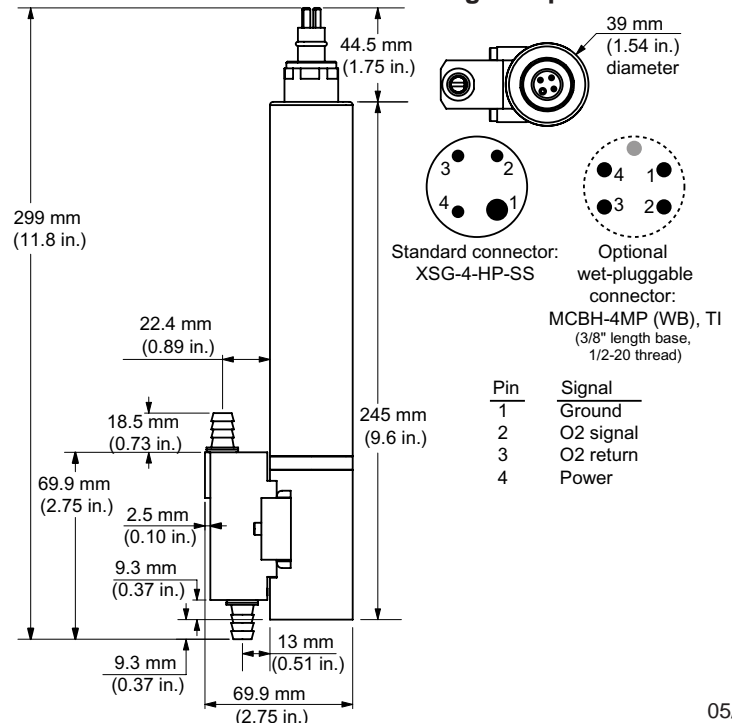 44.5 mm
(1.75 in.)
39 mm
(1.54 in.)
diameter
3
2
4
1
4
1
3
2
299 mm
(11.8 in.)
Standard connector:
XSG-4-HP-SS
Optional
wet-pluggable
connector:
MCBH-4MP (WB), TI
(3/8" length base,
1/2-20 thread)
22.4 mm
(0.89 in.)
Pin Signal
1 Ground
2 O2 signal
3 O2 return
4 Power
18.5 mm
(0.73 in.)
245 mm
(9.6 in.)
69.9 mm
(2.75 in.)
2.5 mm
(0.10 in.)
9.3 mm
(0.37 in.)
13 mm
(0.51 in.)
9.3 mm
(0.37 in.)
69.9 mm
(2.75 in.)
05